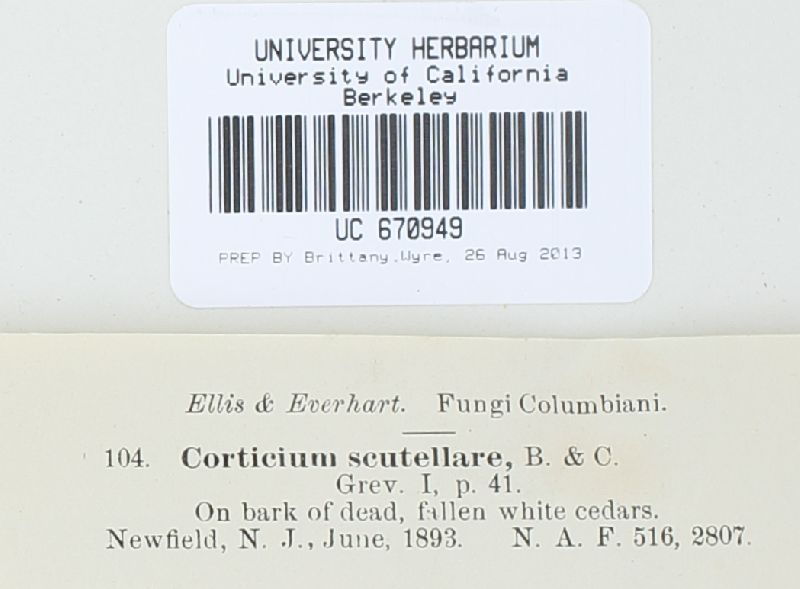 UNIVERSITY HERBARIUM
University of California
Berkeley
UC 670949
PREP BY Brittany.Wyre, 26 Aug 2013
Ellis & Everhart. Fungi Columbiani.
104. Corticium scutellare, B. & C.
Grev. I, p. 41.
On bark of dead, fallen white cedars.
Newfield, N. J., June, 1893. N. A. F. 516, 2807.